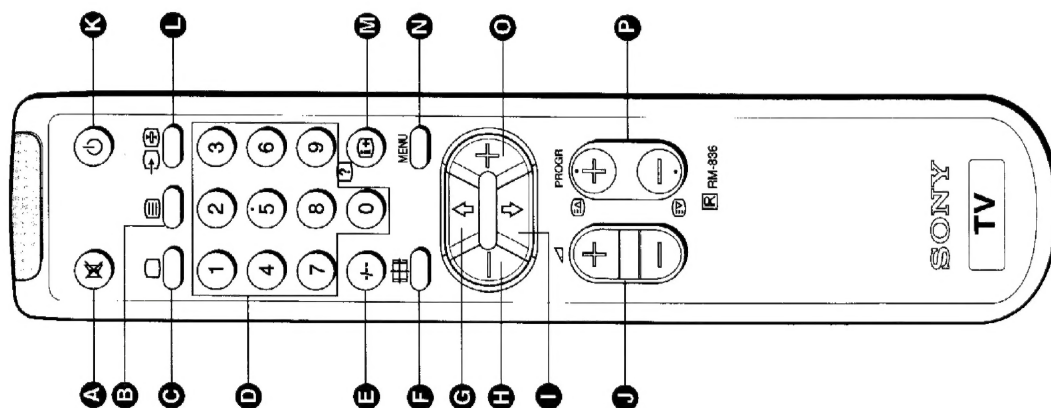 K
L
M
N
O
P
1 2 3
4 5 6
7 8 9
-/-- 0 ? i+
MENU
+
−
PROGR
+ +
− −
R RM-836
SONY
TV
A
B
C
D
E
F
G
H
I
J